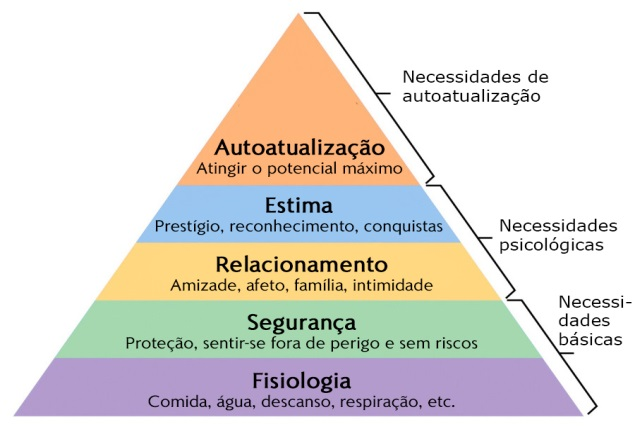 Necessidades de
autoatualização
Autoatualização
Atingir o potencial máximo
Estima
Prestígio, reconhecimento, conquistas
Necessidades
psicológicas
Relacionamento
Amizade, afeto, família, intimidade
Necessi-
dades
básicas
Segurança
Proteção, sentir-se fora de perigo e sem riscos
Fisiologia
Comida, água, descanso, respiração, etc.